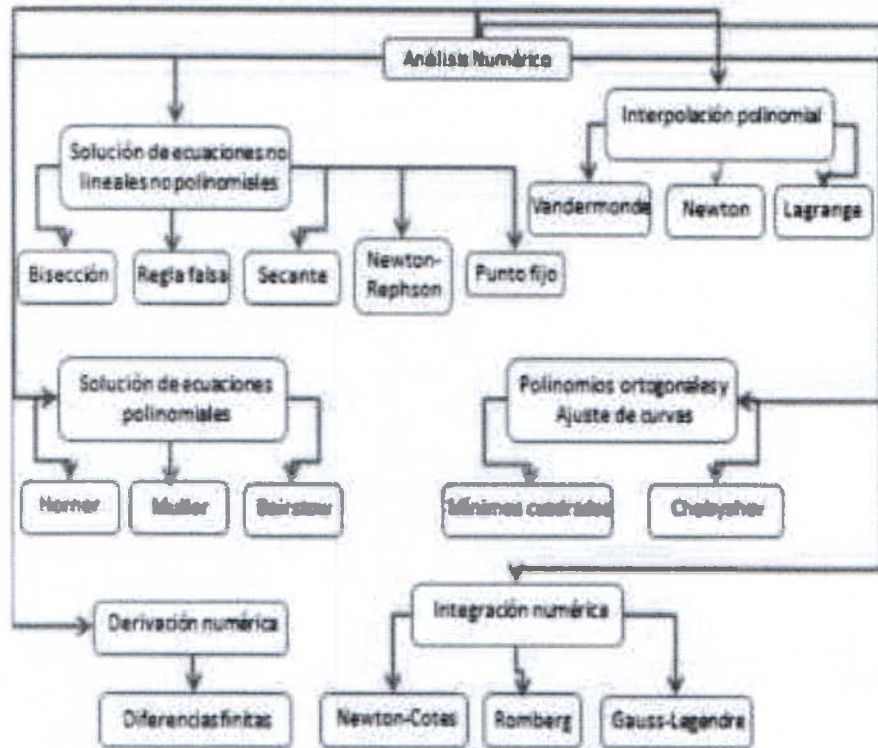 Análisis Numérico
Interpolación polinomial
Solución de ecuaciones no
lineales no polinomiales
Vandermonde
Newton
Lagrange
Bisección
Regla falsa
Secante
Newton-
Rephson
Punto fijo
Solución de ecuaciones
polinomiales
Polinomios ortogonales y
Ajuste de curvas
Horner
Muller
Bairstow
Mínimos cuadrados
Chebyshev
Derivación numérica
Integración numérica
Diferencias finitas
Newton-Cotes
Romberg
Gauss-Legendre